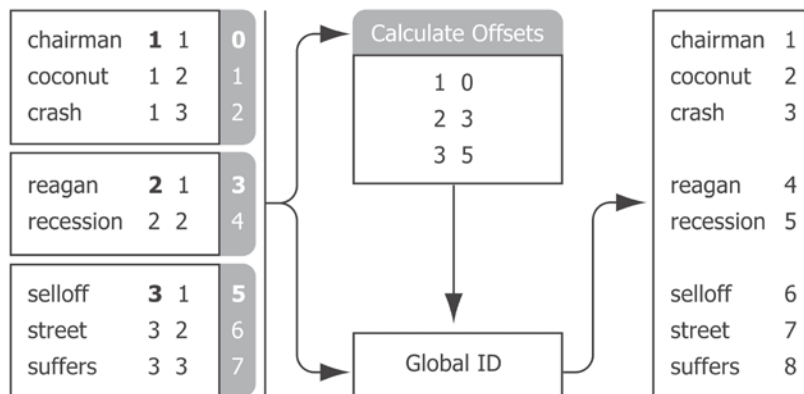 chairman 1 1 0
coconut 1 2 1
crash 1 3 2
reagan 2 1 3
recession 2 2 4
selloff 3 1 5
street 3 2 6
suffers 3 3 7
Calculate Offsets
1 0
2 3
3 5
Global ID
chairman 1
coconut 2
crash 3
reagan 4
recession 5
selloff 6
street 7
suffers 8